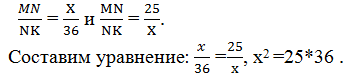 MN/NK = X/36 и MN/NK = 25/X.
Составим уравнение: x/36 = 25/x, x² =25*36 .